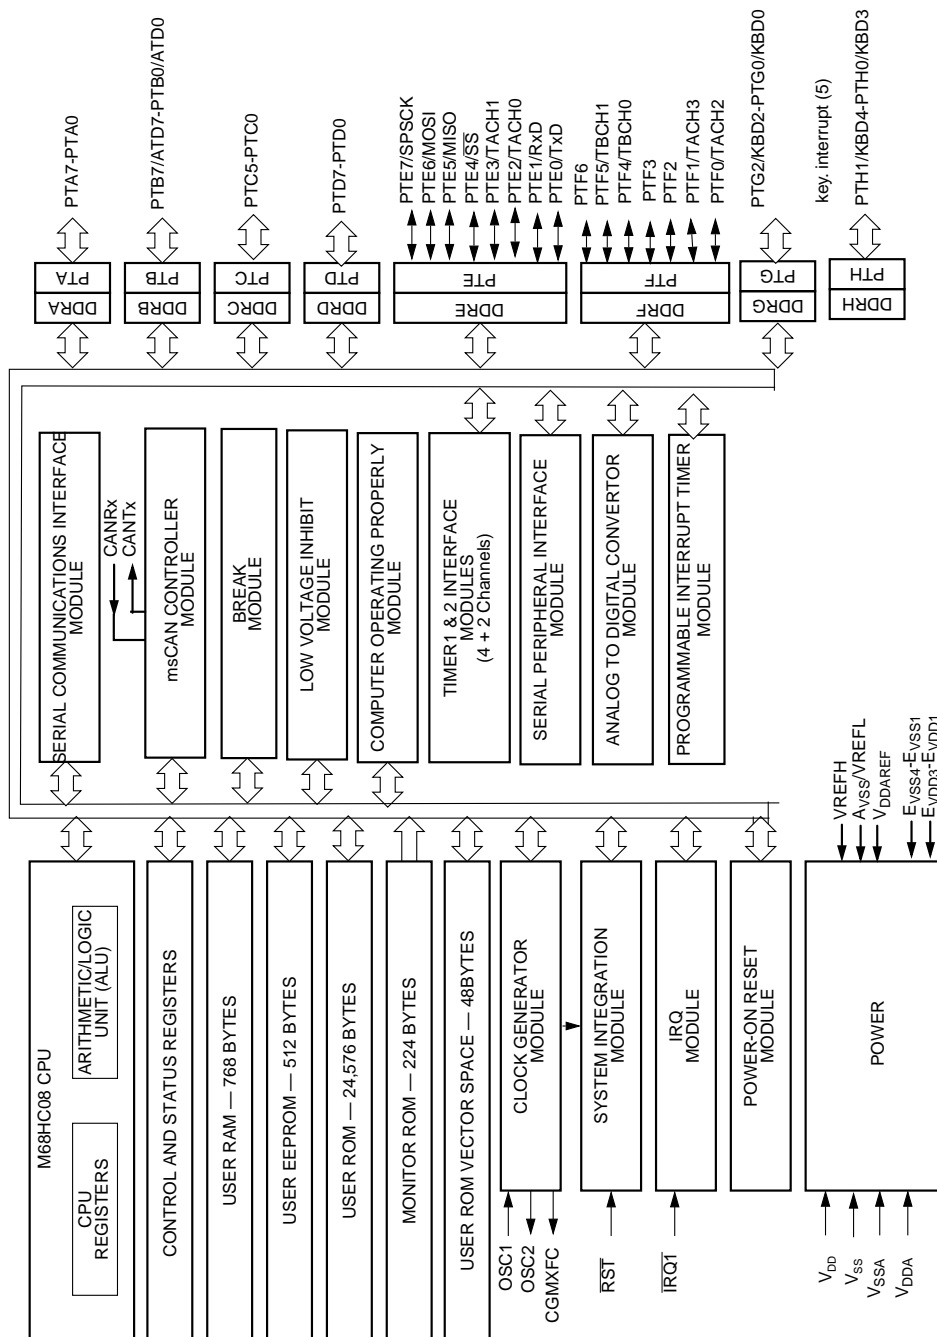 M68HC08 CPU
CPU
REGISTERS
ARITHMETIC/LOGIC
UNIT (ALU)
CONTROL AND STATUS REGISTERS
USER RAM — 768 BYTES
USER EEPROM — 512 BYTES
USER ROM — 24,576 BYTES
MONITOR ROM — 224 BYTES
USER ROM VECTOR SPACE — 48BYTES
OSC1
OSC2
CGMXFC
CLOCK GENERATOR
MODULE
RST
SYSTEM INTEGRATION
MODULE
IRQ1
IRQ
MODULE
POWER-ON RESET
MODULE
VDD
VSS
VSSA
VDDA
POWER
VREFH
AVSS/VREFL
VDDAREF
EVSS4-EVSS1
EVDD3-EVDD1
SERIAL COMMUNICATIONS INTERFACE
MODULE
CANRx
CANTx
msCAN CONTROLLER
MODULE
BREAK
MODULE
LOW VOLTAGE INHIBIT
MODULE
COMPUTER OPERATING PROPERLY
MODULE
TIMER1 & 2 INTERFACE
MODULES
(4 + 2 Channels)
SERIAL PERIPHERAL INTERFACE
MODULE
ANALOG TO DIGITAL CONVERTOR
MODULE
PROGRAMMABLE INTERRUPT TIMER
MODULE
DDRA
PTA
PTA7-PTA0
DDRB
PTB
PTB7/ATD7-PTB0/ATD0
DDRC
PTC
PTC5-PTC0
DDRD
PTD
PTD7-PTD0
DDRE
PTE
PTE7/SPSCK
PTE6/MOSI
PTE5/MISO
PTE4/SS
PTE3/TACH1
PTE2/TACH0
PTE1/RxD
PTE0/TxD
DDRF
PTF
PTF6
PTF5/TBCH1
PTF4/TBCH0
PTF3
PTF2
PTF1/TACH3
PTF0/TACH2
DDRG
PTG
PTG2/KBD2-PTG0/KBD0
key. interrupt (5)
DDRH
PTH
PTH1/KBD4-PTH0/KBD3